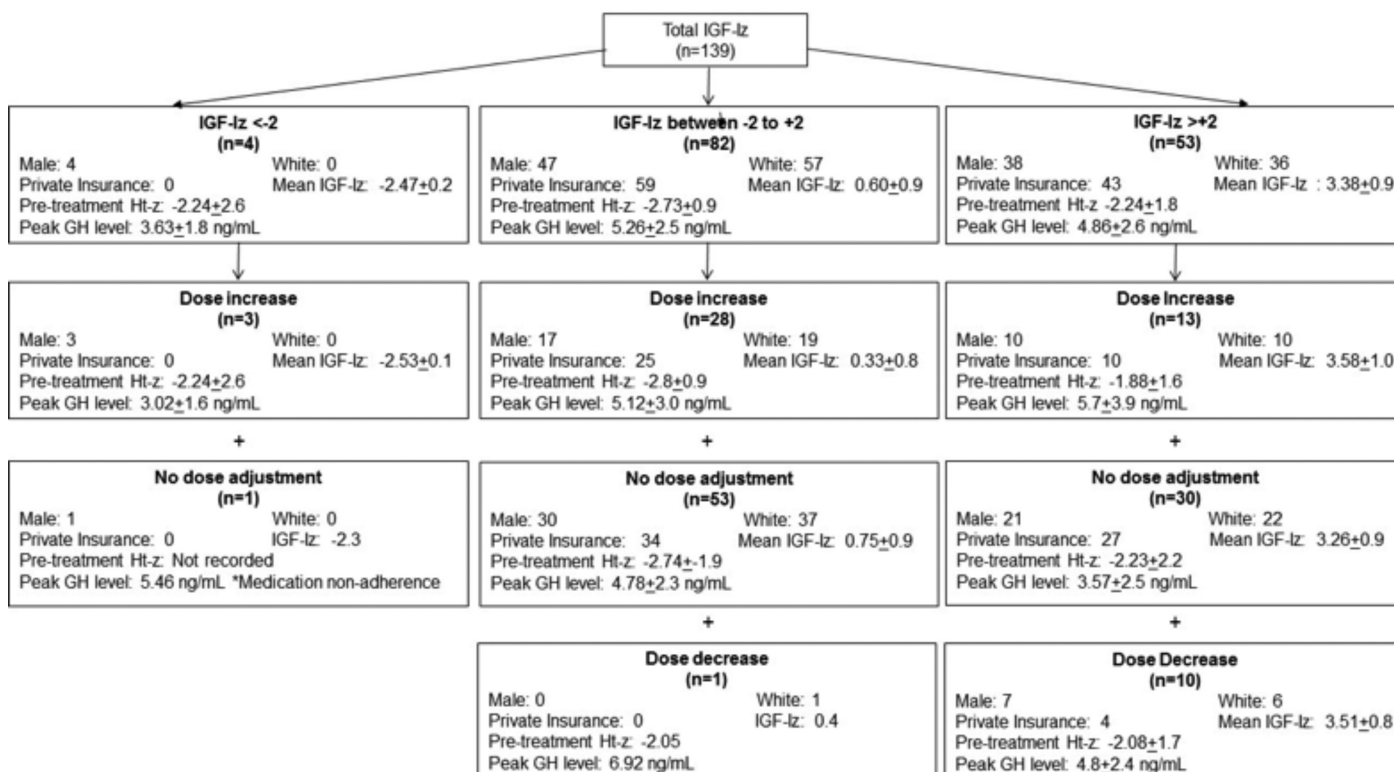 Total IGF-Iz
(n=139)
IGF-Iz <-2
(n=4)
Male: 4 White: 0
Private Insurance: 0 Mean IGF-Iz: -2.47±0.2
Pre-treatment Ht-z: -2.24±2.6
Peak GH level: 3.63±1.8 ng/mL
IGF-Iz between -2 to +2
(n=82)
Male: 47 White: 57
Private Insurance: 59 Mean IGF-Iz: 0.60±0.9
Pre-treatment Ht-z: -2.73±0.9
Peak GH level: 5.26±2.5 ng/mL
IGF-Iz >+2
(n=53)
Male: 38 White: 36
Private Insurance: 43 Mean IGF-Iz : 3.38±0.9
Pre-treatment Ht-z: -2.24±1.8
Peak GH level: 4.86±2.6 ng/mL
Dose increase
(n=3)
Male: 3 White: 0
Private Insurance: 0 Mean IGF-Iz: -2.53±0.1
Pre-treatment Ht-z: -2.24±2.6
Peak GH level: 3.02±1.6 ng/mL
Dose increase
(n=28)
Male: 17 White: 19
Private Insurance: 25 Mean IGF-Iz: 0.33±0.8
Pre-treatment Ht-z: -2.8±0.9
Peak GH level: 5.12±3.0 ng/mL
Dose Increase
(n=13)
Male: 10 White: 10
Private Insurance: 10 Mean IGF-Iz: 3.58±1.0
Pre-treatment Ht-z: -1.88±1.6
Peak GH level: 5.7±3.9 ng/mL
+ + +
No dose adjustment
(n=1)
Male: 1 White: 0
Private Insurance: 0 IGF-Iz: -2.3
Pre-treatment Ht-z: Not recorded
Peak GH level: 5.46 ng/mL *Medication non-adherence
No dose adjustment
(n=53)
Male: 30 White: 37
Private Insurance: 34 Mean IGF-Iz: 0.75±0.9
Pre-treatment Ht-z: -2.74±-1.9
Peak GH level: 4.78±2.3 ng/mL
No dose adjustment
(n=30)
Male: 21 White: 22
Private Insurance: 27 Mean IGF-Iz: 3.26±0.9
Pre-treatment Ht-z: -2.23±2.2
Peak GH level: 3.57±2.5 ng/mL
+ +
Dose decrease
(n=1)
Male: 0 White: 1
Private Insurance: 0 IGF-Iz: 0.4
Pre-treatment Ht-z: -2.05
Peak GH level: 6.92 ng/mL
Dose Decrease
(n=10)
Male: 7 White: 6
Private Insurance: 4 Mean IGF-Iz: 3.51±0.8
Pre-treatment Ht-z: -2.08±1.7
Peak GH level: 4.8+2.4 ng/mL